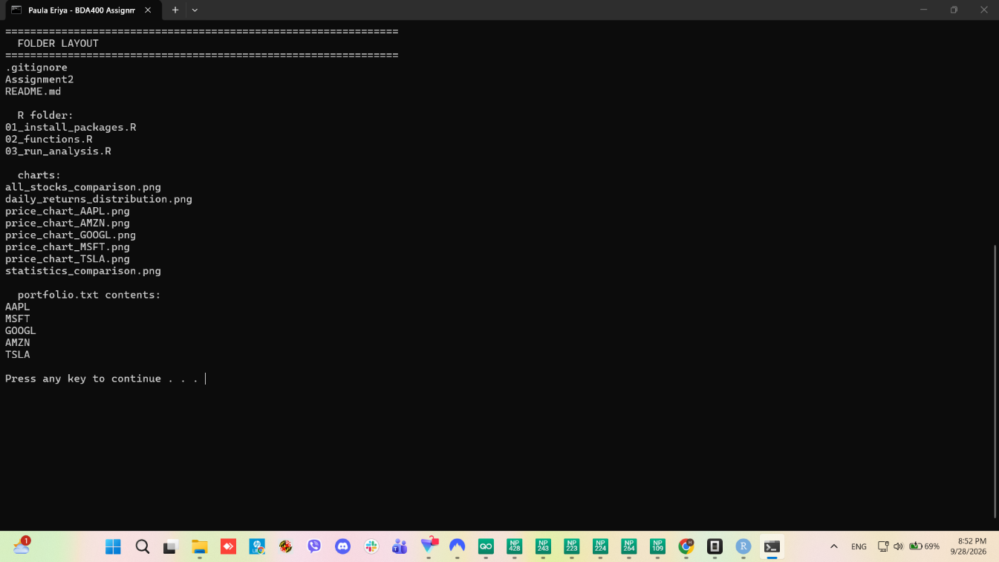 Paula Eriya - BDA400 Assignm
===============================================================
FOLDER LAYOUT
===============================================================
.gitignore
Assignment2
README.md
R folder:
01_install_packages.R
02_functions.R
03_run_analysis.R
charts:
all_stocks_comparison.png
daily_returns_distribution.png
price_chart_AAPL.png
price_chart_AMZN.png
price_chart_GOOGL.png
price_chart_MSFT.png
price_chart_TSLA.png
statistics_comparison.png
portfolio.txt contents:
AAPL
MSFT
GOOGL
AMZN
TSLA
Press any key to continue . . .
1
NP 428
NP 243
NP 223
NP 224
NP 264
NP 109
H
R
ENG
69%
8:52 PM
9/28/2026